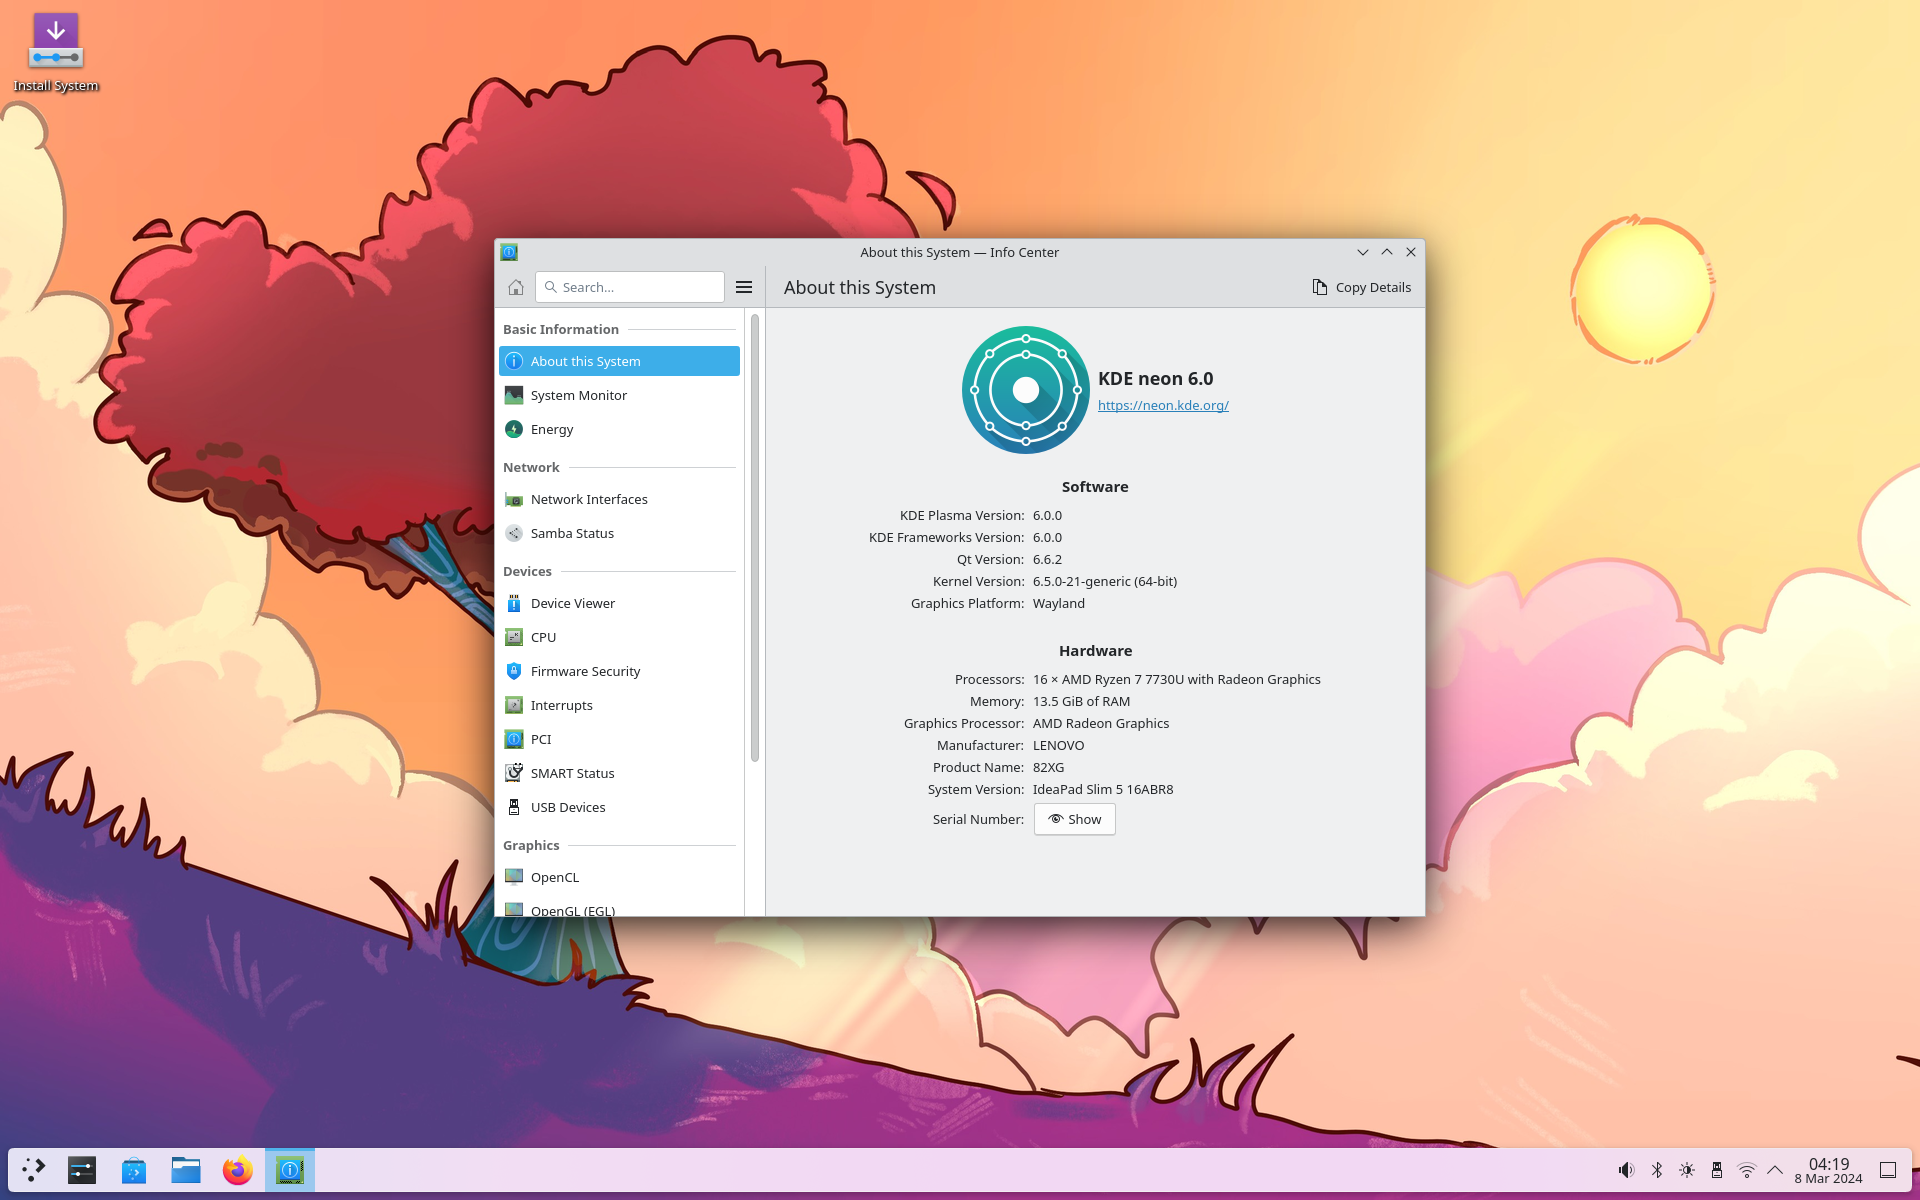 Install System
About this System — Info Center
Search...
About this System
Copy Details
Basic Information
About this System
System Monitor
Energy
Network
Network Interfaces
Samba Status
Devices
Device Viewer
CPU
Firmware Security
Interrupts
PCI
SMART Status
USB Devices
Graphics
OpenCL
OpenGL (EGL)
KDE neon 6.0
https://neon.kde.org/
Software
KDE Plasma Version: 6.0.0
KDE Frameworks Version: 6.0.0
Qt Version: 6.6.2
Kernel Version: 6.5.0-21-generic (64-bit)
Graphics Platform: Wayland
Hardware
Processors: 16 × AMD Ryzen 7 7730U with Radeon Graphics
Memory: 13.5 GiB of RAM
Graphics Processor: AMD Radeon Graphics
Manufacturer: LENOVO
Product Name: 82XG
System Version: IdeaPad Slim 5 16ABR8
Serial Number: Show
04:19
8 Mar 2024